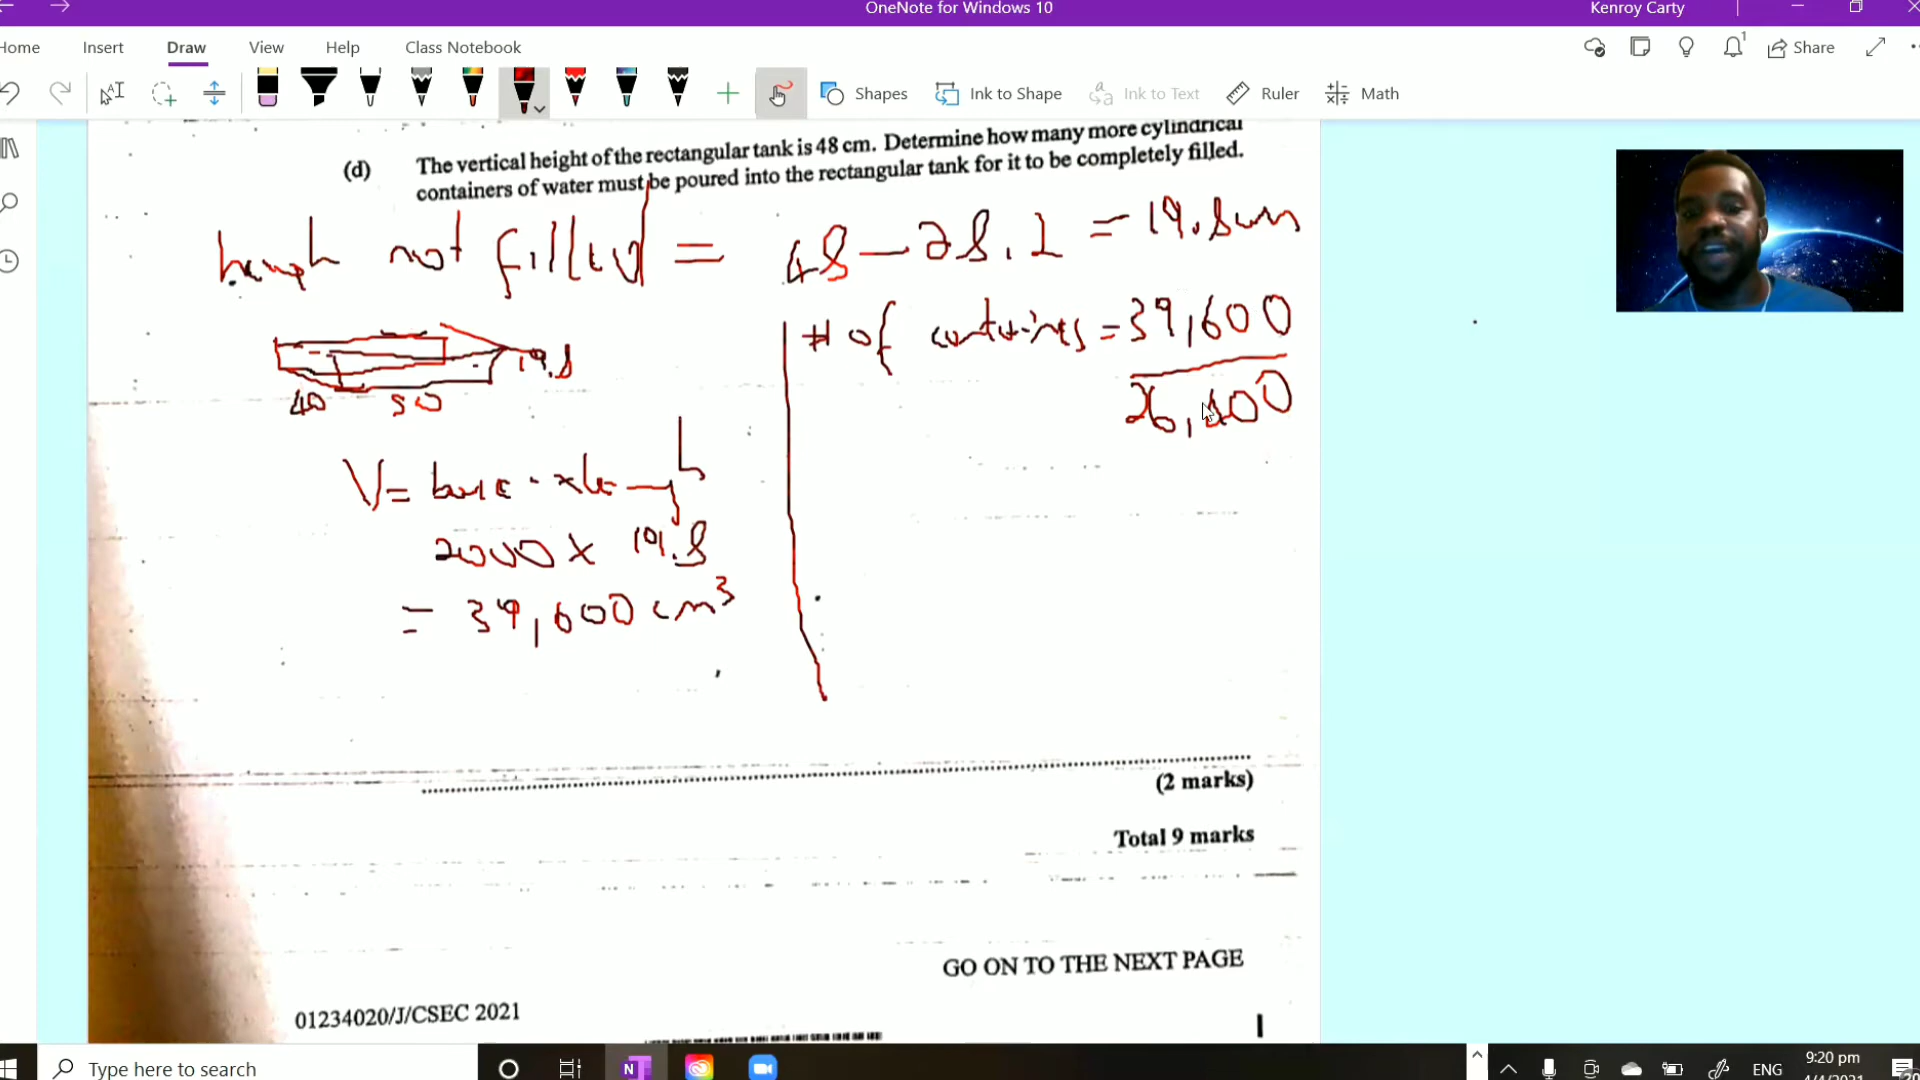 OneNote for Windows 10
Kenroy Carty
Home Insert Draw View Help Class Notebook Share
Shapes Ink to Shape Ink to Text Ruler Math
(d) The vertical height of the rectangular tank is 48 cm. Determine how many more cylindrical
containers of water must be poured into the rectangular tank for it to be completely filled.
not filled = 48 - 28.2 = 19.8cm
# of = 39,600
26,400
19.8
40 50
V =
2000 x 19.8
= 39,600 cm³
(2 marks)
Total 9 marks
GO ON TO THE NEXT PAGE
01234020/J/CSEC 2021
Type here to search
ENG
9:20 pm